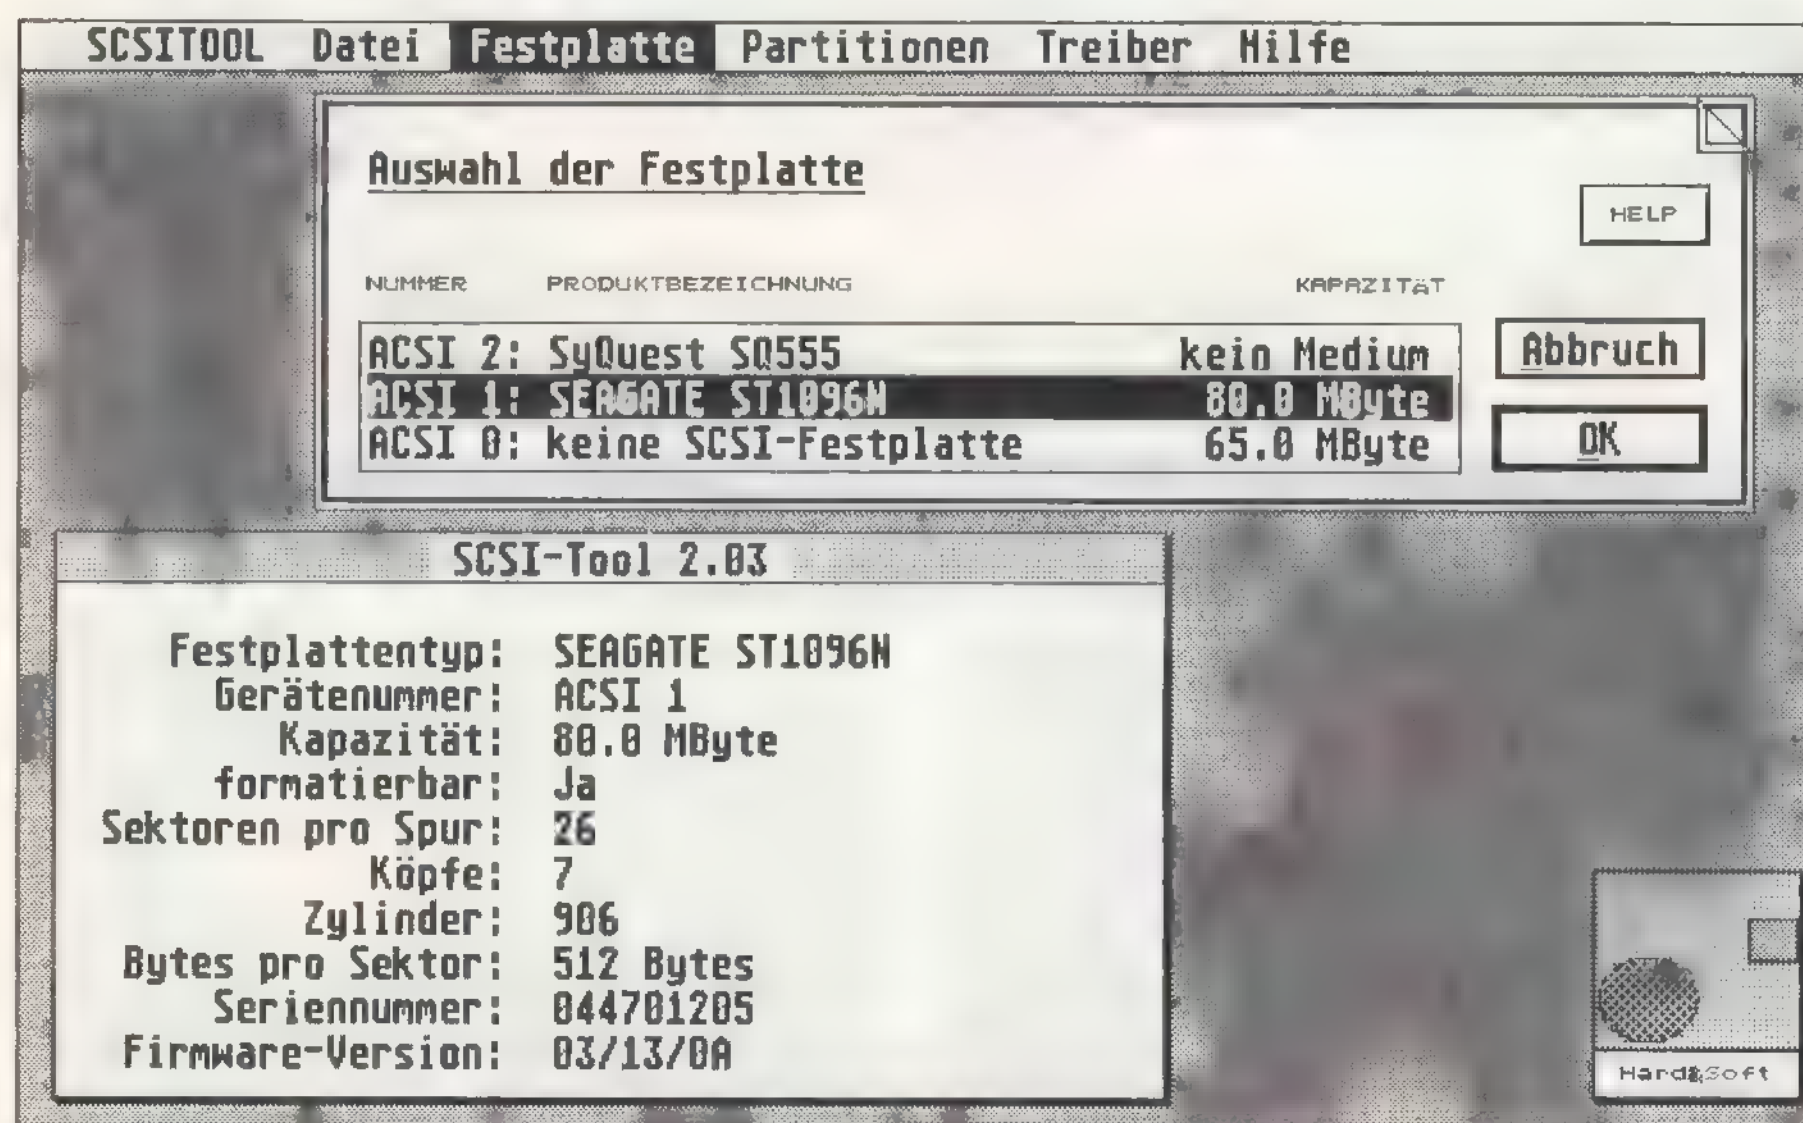 SCSITOOL Datei Festplatte Partitionen Treiber Hilfe
Auswahl der Festplatte
HELP
NUMMER PRODUKTBEZEICHNUNG KAPAZITÄT
ACSI 2: SyQuest SQ555 kein Medium
ACSI 1: SEAGATE ST1096N 80.0 MByte
ACSI 0: keine SCSI-Festplatte 65.0 MByte
Abbruch
OK
SCSI-Tool 2.03
Festplattentyp: SEAGATE ST1096N
Gerätenummer: ACSI 1
Kapazität: 80.0 MByte
formatierbar: Ja
Sektoren pro Spur: 26
Köpfe: 7
Zylinder: 906
Bytes pro Sektor: 512 Bytes
Seriennummer: 044701205
Firmware-Version: 03/13/0A
Hard&Soft